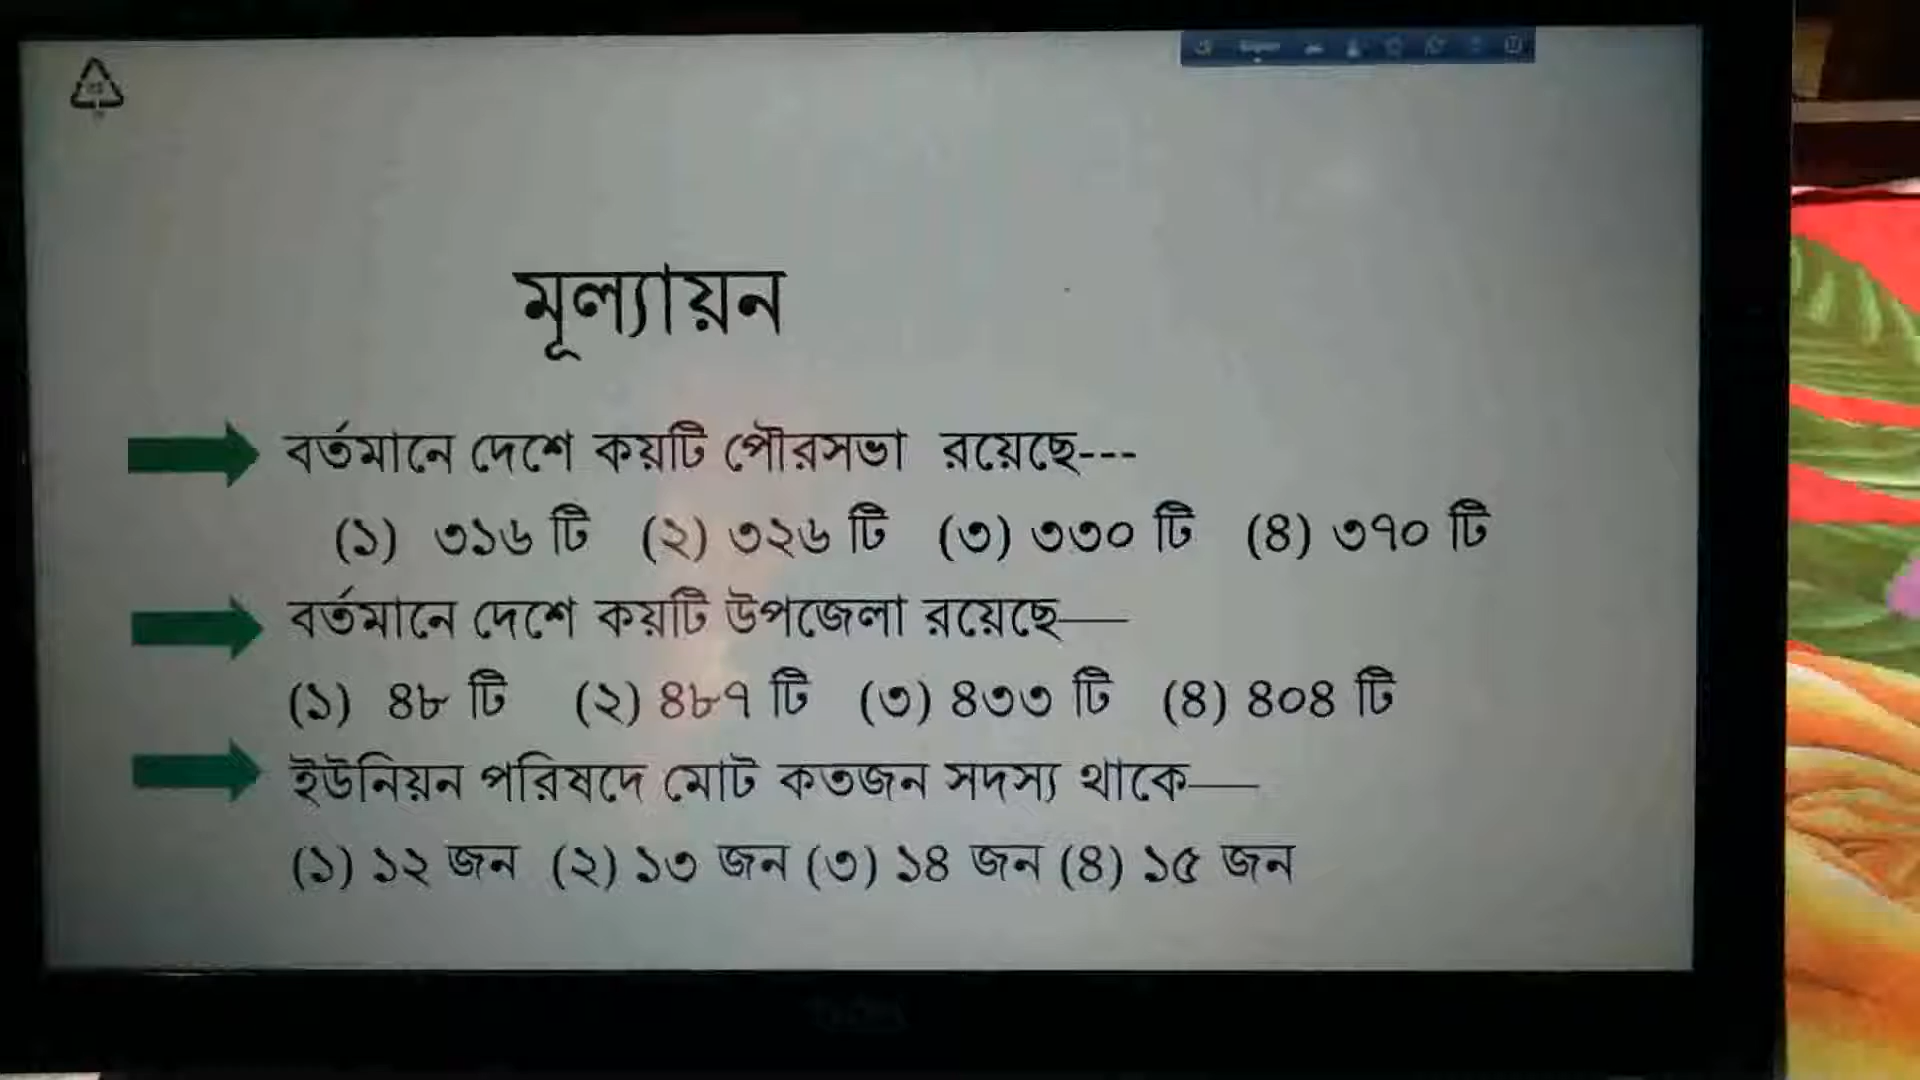 মূল্যায়ন
বর্তমানে দেশে কয়টি পৌরসভা রয়েছে---
(১) ৩১৬ টি (২) ৩২৬ টি (৩) ৩৩০ টি (৪) ৩৭০ টি
বর্তমানে দেশে কয়টি উপজেলা রয়েছে—
(১) ৪৮ টি (২) ৪৮৭ টি (৩) ৪৩৩ টি (৪) ৪০৪ টি
ইউনিয়ন পরিষদে মোট কতজন সদস্য থাকে—
(১) ১২ জন (২) ১৩ জন (৩) ১৪ জন (৪) ১৫ জন